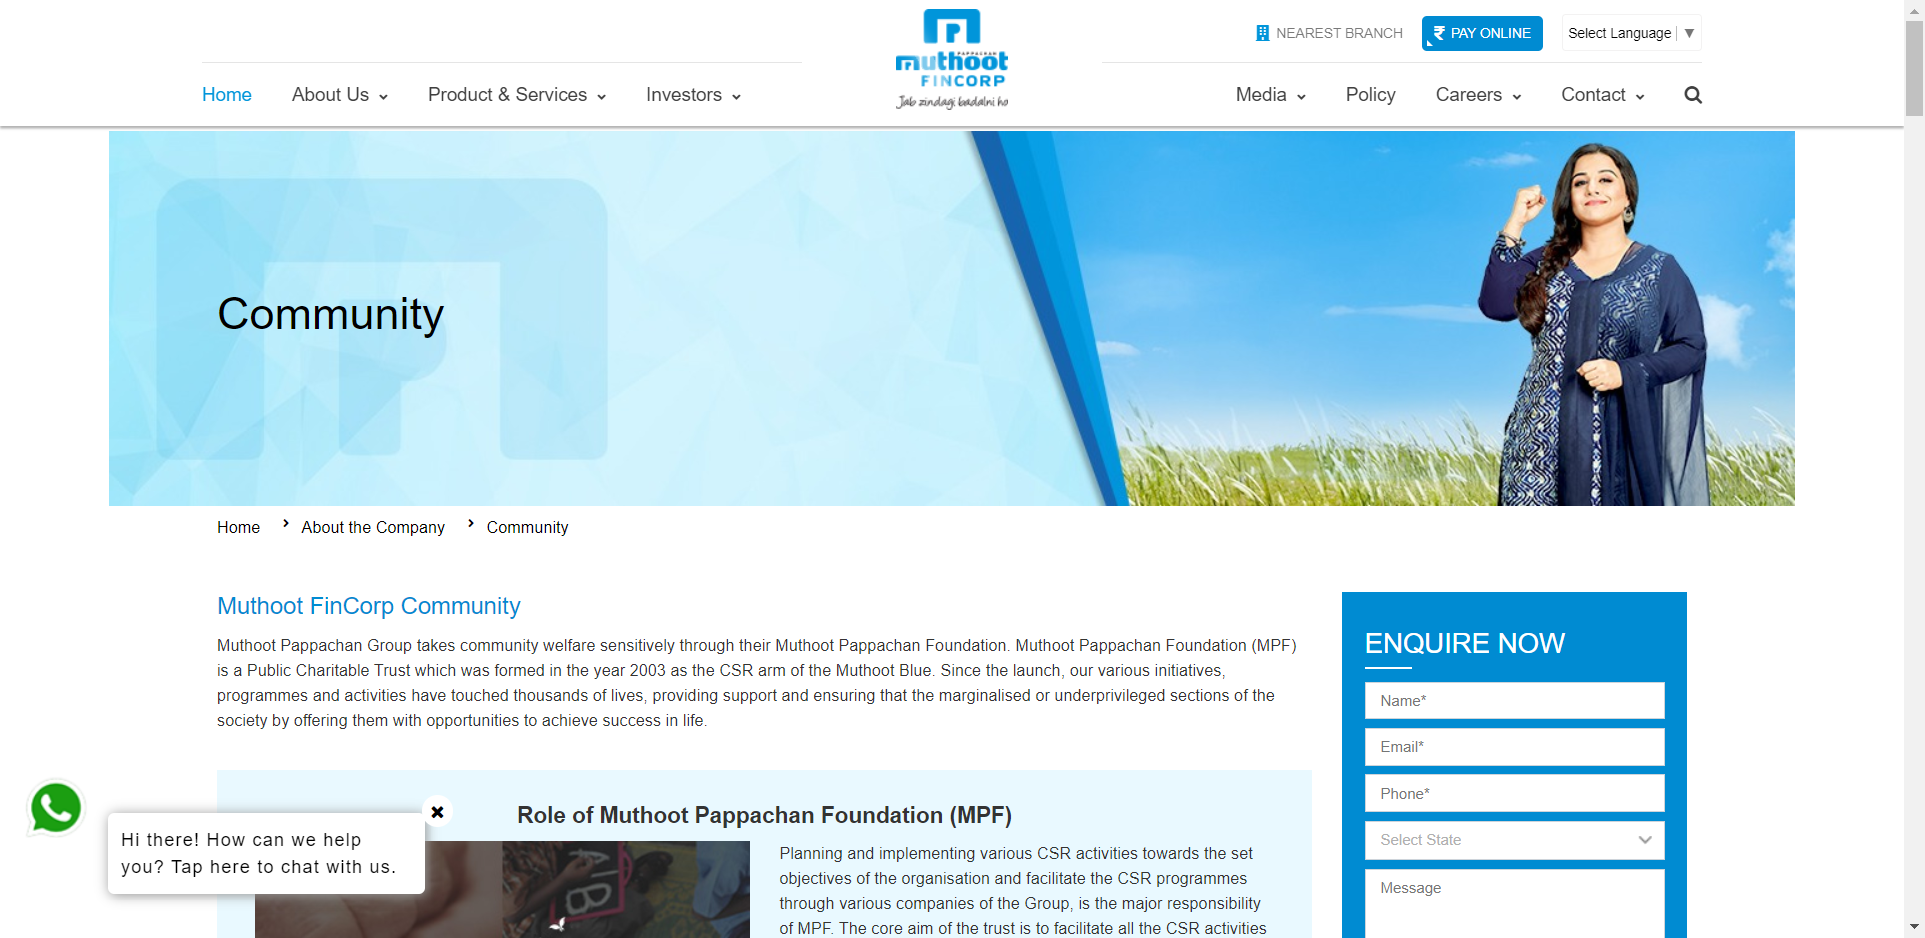 NEAREST BRANCH
PAY ONLINE
Select Language
PAPPACHAN
muthoot
FINCORP
Jab zindagi badalni ho
Home
About Us
Product & Services
Investors
Media
Policy
Careers
Contact
Community
Home
About the Company
Community
Muthoot FinCorp Community
Muthoot Pappachan Group takes community welfare sensitively through their Muthoot Pappachan Foundation. Muthoot Pappachan Foundation (MPF)
is a Public Charitable Trust which was formed in the year 2003 as the CSR arm of the Muthoot Blue. Since the launch, our various initiatives,
programmes and activities have touched thousands of lives, providing support and ensuring that the marginalised or underprivileged sections of the
society by offering them with opportunities to achieve success in life.
ENQUIRE NOW
Name*
Email*
Phone*
Select State
Message
Role of Muthoot Pappachan Foundation (MPF)
Planning and implementing various CSR activities towards the set
objectives of the organisation and facilitate the CSR programmes
through various companies of the Group, is the major responsibility
of MPF. The core aim of the trust is to facilitate all the CSR activities
Hi there! How can we help
you? Tap here to chat with us.